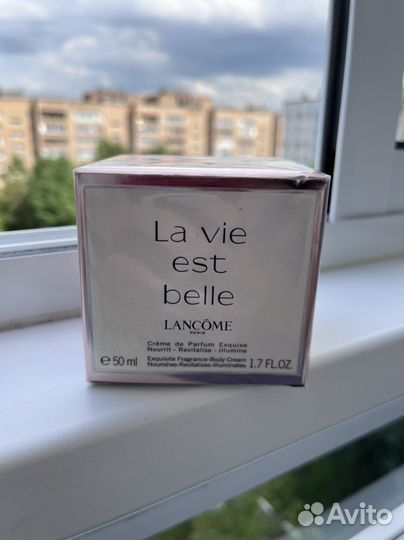 La vie
est
belle
LANCÔME
PARIS
Crème de Parfum Exquise
Nourrit - Revitalise - Illumine
Exquisite Fragrance-Body Cream
Nourishes-Revitalizes-Illuminates
e 50 ml
1.7 FL.OZ.
Avito